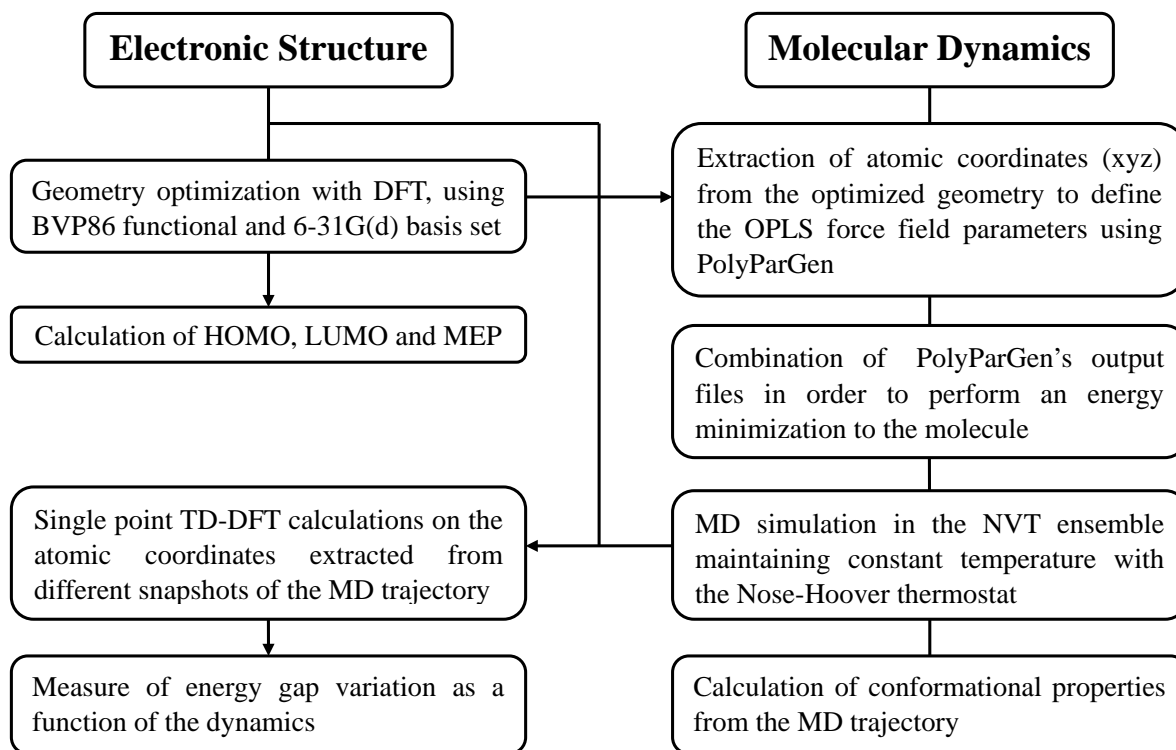 Electronic Structure
Geometry optimization with DFT, using
BVP86 functional and 6-31G(d) basis set
Calculation of HOMO, LUMO and MEP
Single point TD-DFT calculations on the
atomic coordinates extracted from
different snapshots of the MD trajectory
Measure of energy gap variation as a
function of the dynamics
Molecular Dynamics
Extraction of atomic coordinates (xyz)
from the optimized geometry to define
the OPLS force field parameters using
PolyParGen
Combination of PolyParGen's output
files in order to perform an energy
minimization to the molecule
MD simulation in the NVT ensemble
maintaining constant temperature with
the Nose-Hoover thermostat
Calculation of conformational properties
from the MD trajectory